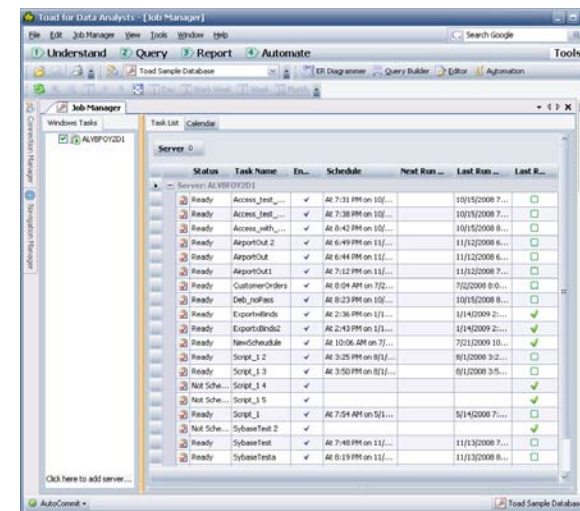 Toad for Data Analysts - [Job Manager]
File Edit Job Manager View Tools Window Help Search Google
1 Understand 2 Query 3 Report 4 Automate Tools
Toad Sample Database ER Diagrammer Query Builder Editor Automation
Day Work Week Week Month
Job Manager
Windows Tasks Task List Calendar
Connection Manager
Navigation Manager
ALVBFOY2D1
Server
Status Task Name En... Schedule Next Run ... Last Run ... Last R...
Server: ALVBFOY2D1
Ready Access_test_... At 7:31 PM on 10/... 10/15/2008 7...
Ready Access_test_... At 7:38 PM on 10/... 10/15/2008 7...
Ready Access_with_... At 8:42 PM on 10/... 10/15/2008 8...
Ready AirportOut 2 At 6:49 PM on 11/... 11/12/2008 6...
Ready AirportOut At 6:44 PM on 11/... 11/12/2008 6...
Ready AirportOut1 At 7:12 PM on 11/... 11/12/2008 7...
Ready CustomerOrders At 8:04 AM on 7/2... 7/2/2008 8:0...
Ready Deb_noPass At 8:23 PM on 10/... 10/15/2008 8...
Ready ExportxBinds At 2:36 PM on 1/1... 1/14/2009 2:...
Ready ExportxBinds2 At 2:43 PM on 1/1... 1/14/2009 2:...
Ready NewScheudule At 10:06 AM on 7/... 7/21/2009 10...
Ready Script_1 2 At 3:25 PM on 8/1/... 8/1/2008 3:2...
Ready Script_1 3 At 3:50 PM on 8/1/... 8/1/2008 3:5...
Not Sche... Script_1 4
Not Sche... Script_1 5
Ready Script_1 At 7:54 AM on 5/1... 5/14/2008 7:...
Not Sche... SybaseTest 2
Ready SybaseTest At 7:48 PM on 11/... 11/13/2008 7...
Ready SybaseTesta At 8:19 PM on 11/... 11/13/2008 8...
Click here to add server...
AutoCommit Toad Sample Databas